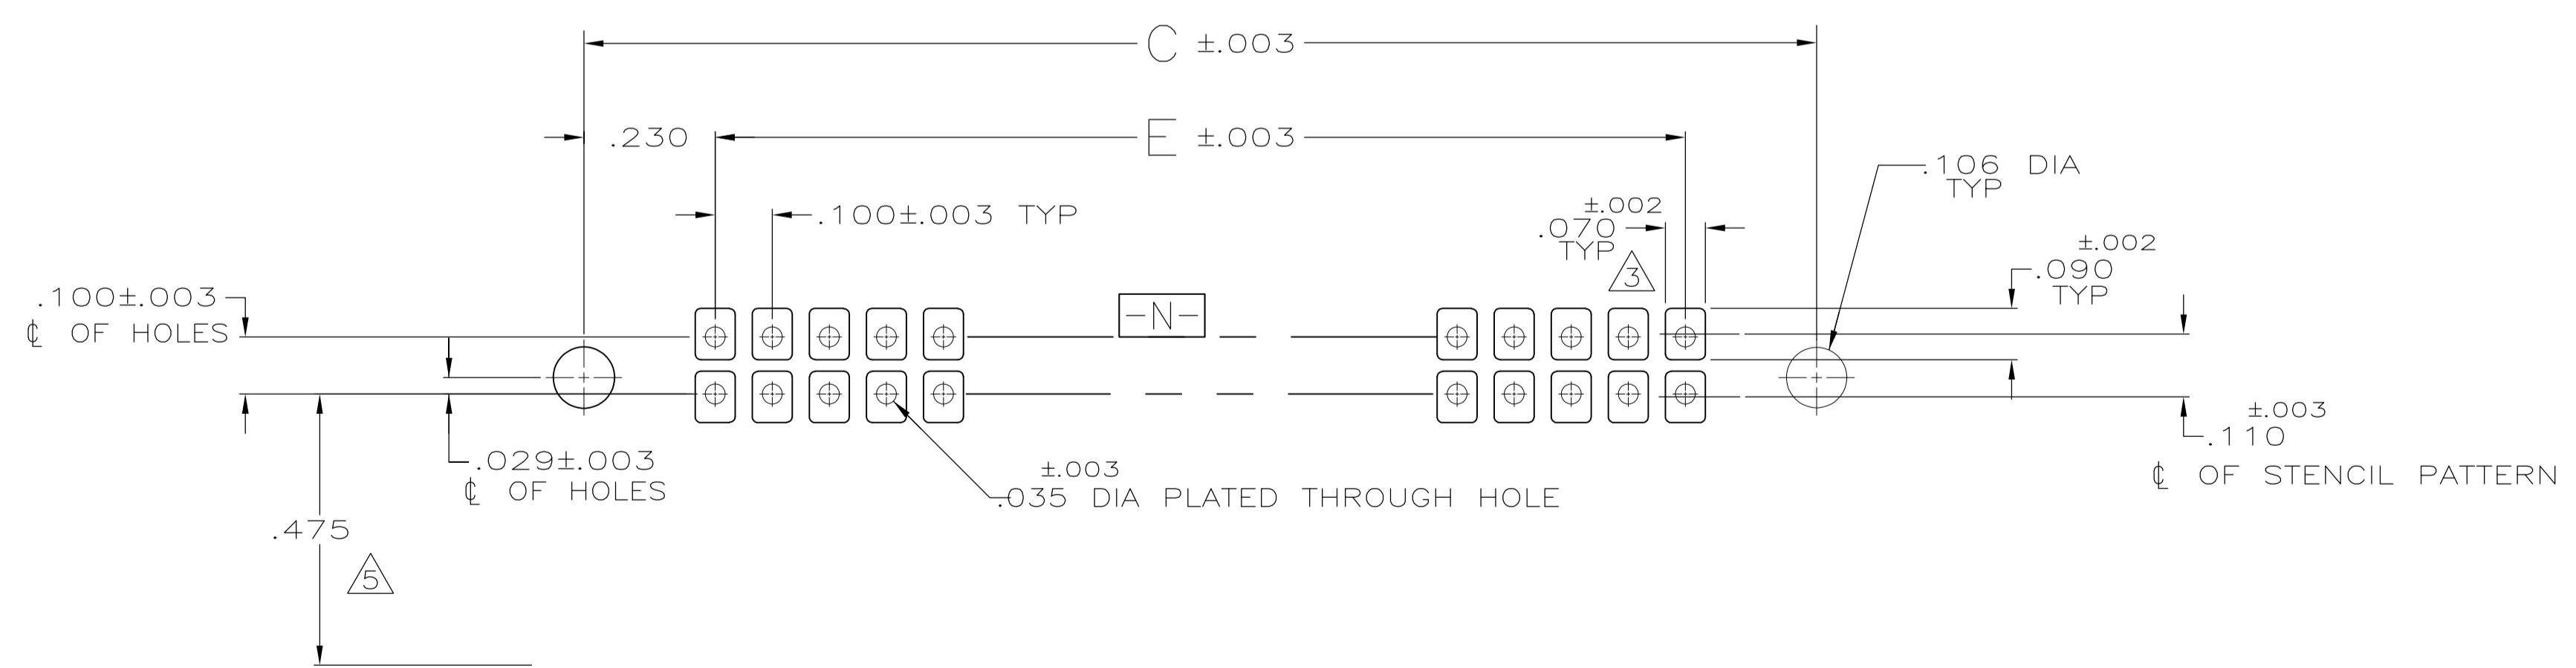 C ±.003
.230
E ±.003
.106 DIA
TYP
.100±.003 TYP
±.002
.070
TYP
3
±.002
.090
TYP
.100±.003
℄ OF HOLES
-N-
.029±.003
℄ OF HOLES
±.003
.035 DIA PLATED THROUGH HOLE
±.003
.110
℄ OF STENCIL PATTERN
.475
5